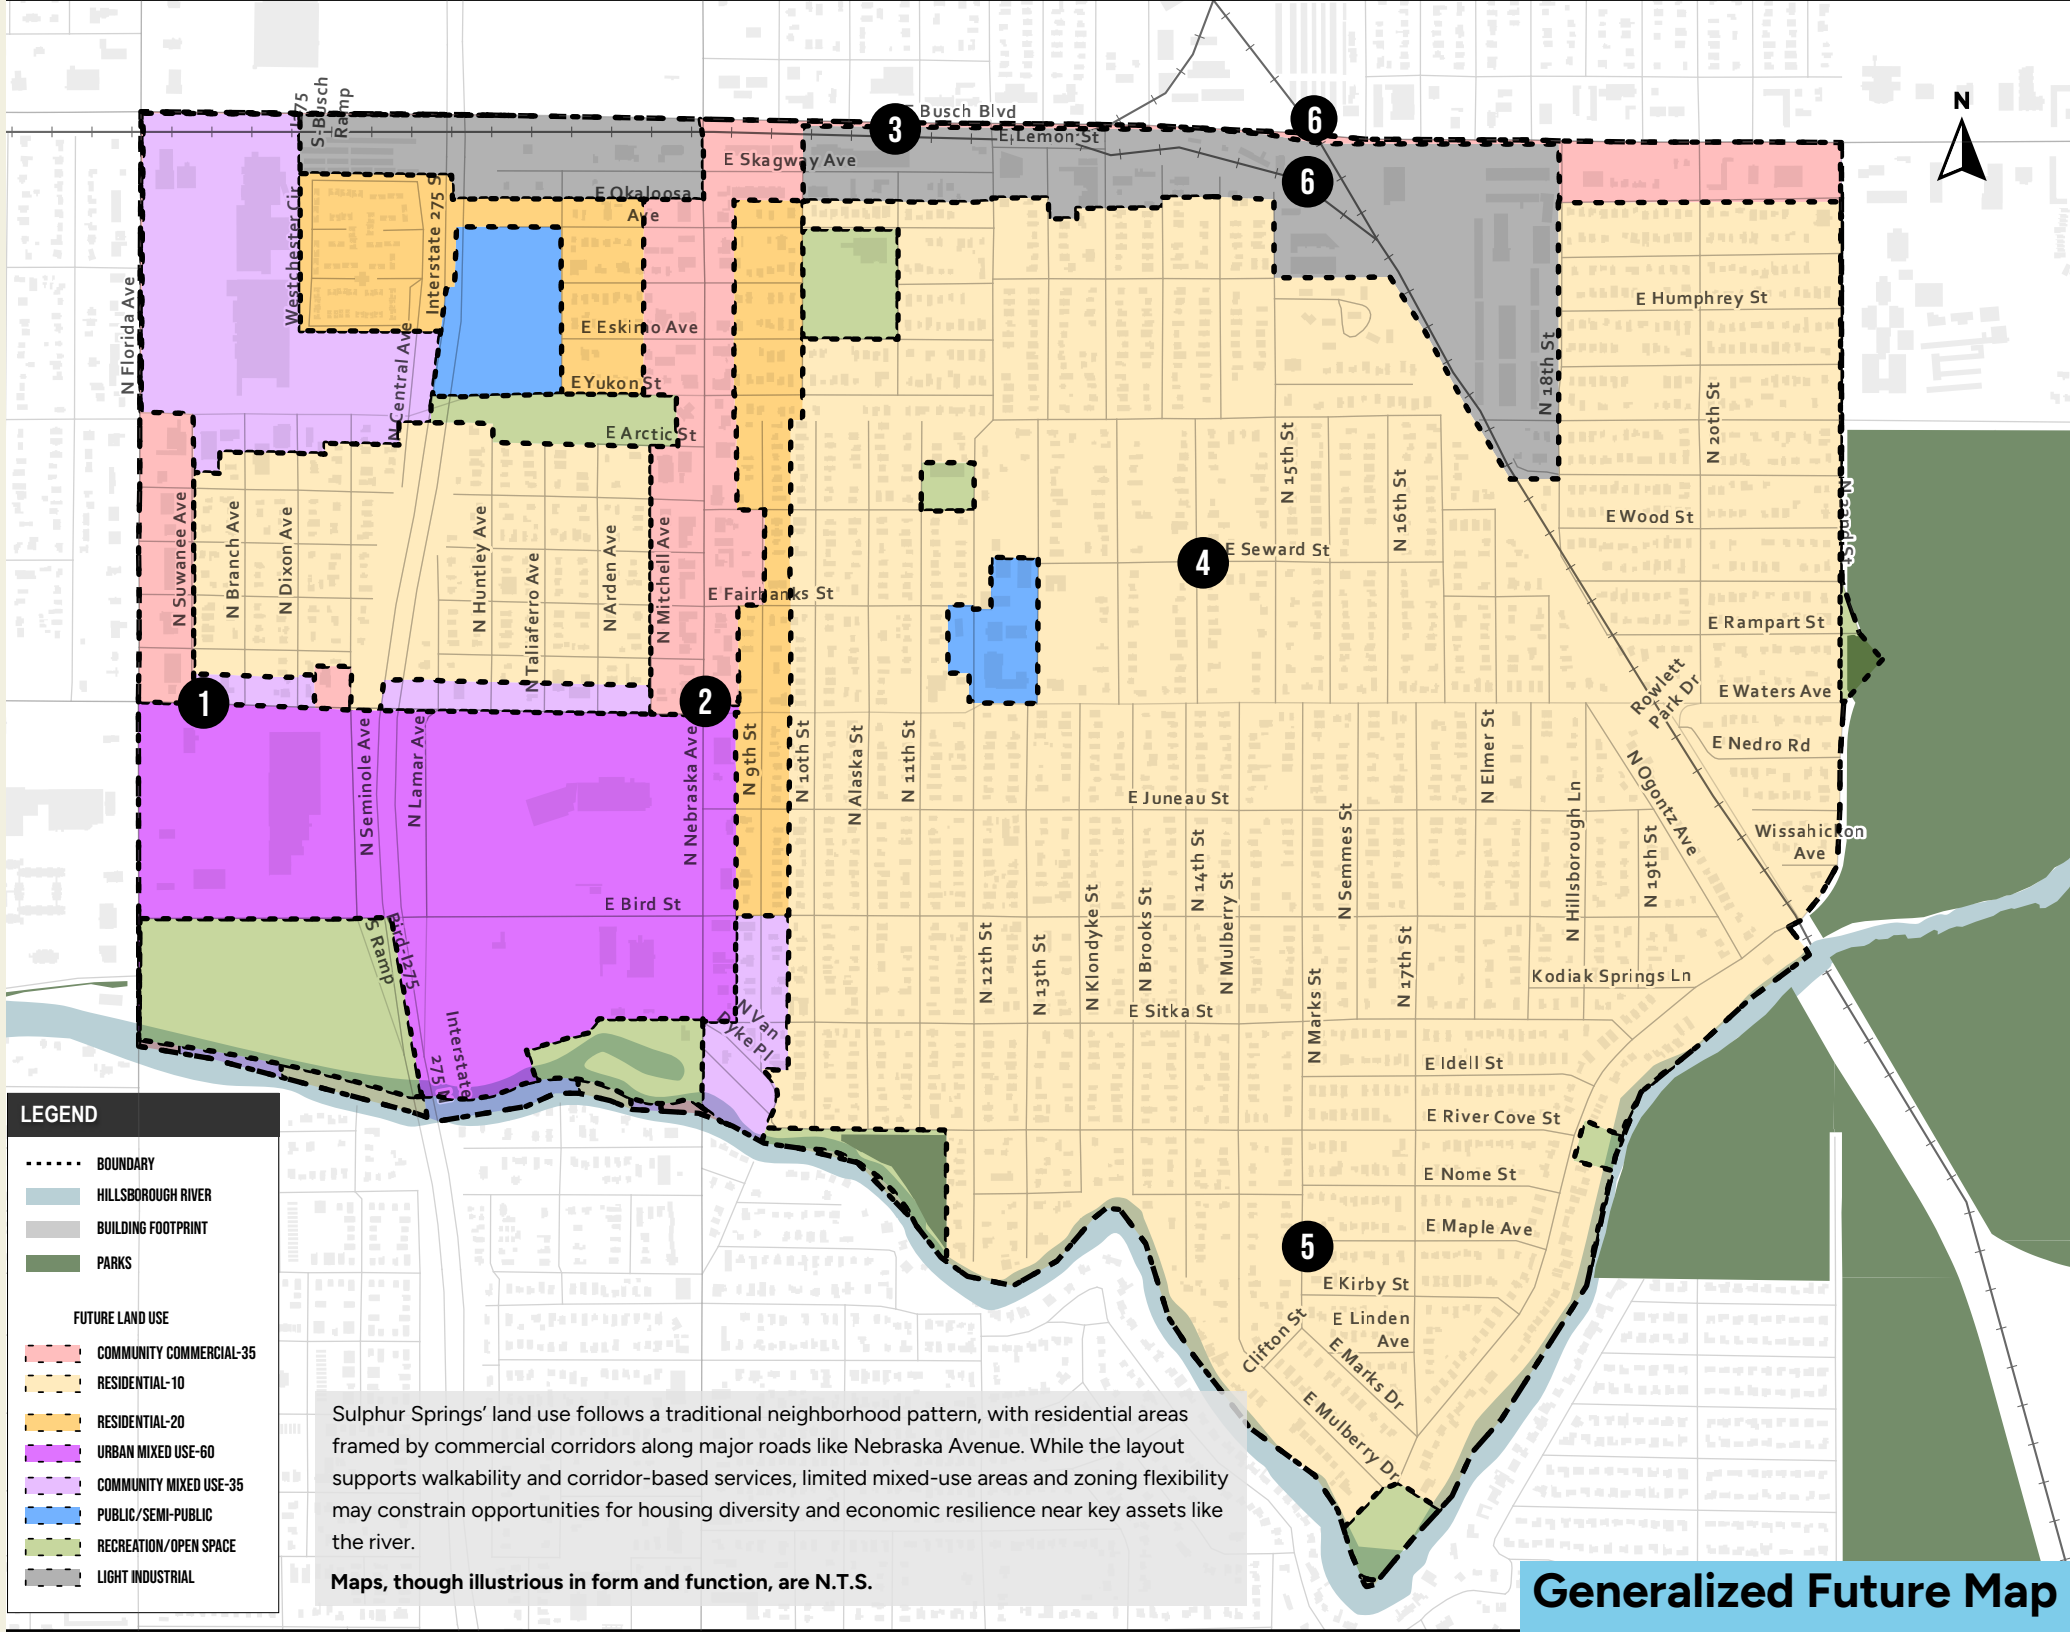 I-75
S-Busch
Ramp
E Busch Blvd
3
6
N
E Lemon St
E Skagway Ave
6
E Okaloosa
Ave
Westchester Cir
Interstate 275 S
N Florida Ave
E Humphrey St
E Eskimo Ave
N Central Ave
N 18th St
E Yukon St
N 20th St
E Arctic St
N 15th St
N 16th St
N Suwanee Ave
N Branch Ave
N Dixon Ave
N Huntley Ave
N Taliaferro Ave
N Arden Ave
N Mitchell Ave
E Wood St
N 22nd St
4
E Seward St
E Fairbanks St
E Rampart St
Rowlett
Park Dr
E Waters Ave
1
2
N Seminole Ave
N Lamar Ave
N Nebraska Ave
N 9th St
N 10th St
N Alaska St
N 11th St
N Elmer St
E Nedro Rd
N Ogontz Ave
E Juneau St
N Semmes St
N Hillsborough Ln
N 19th St
Wissahickon
Ave
N 14th St
N Mulberry St
N Klondyke St
N Brooks St
E Bird St
Bird-I275
S Ramp
N 12th St
N 13th St
N 17th St
N Marks St
Kodiak Springs Ln
N Van
Dyke Pl
E Sitka St
Interstate
275 N
E Idell St
E River Cove St
E Nome St
E Maple Ave
5
E Kirby St
Clifton St
E Linden
Ave
E Marks Dr
E Mulberry Dr
LEGEND
BOUNDARY
HILLSBOROUGH RIVER
BUILDING FOOTPRINT
PARKS
FUTURE LAND USE
COMMUNITY COMMERCIAL-35
RESIDENTIAL-10
RESIDENTIAL-20
URBAN MIXED USE-60
COMMUNITY MIXED USE-35
PUBLIC/SEMI-PUBLIC
RECREATION/OPEN SPACE
LIGHT INDUSTRIAL
Sulphur Springs’ land use follows a traditional neighborhood pattern, with residential areas
framed by commercial corridors along major roads like Nebraska Avenue. While the layout
supports walkability and corridor-based services, limited mixed-use areas and zoning flexibility
may constrain opportunities for housing diversity and economic resilience near key assets like
the river.
Maps, though illustrious in form and function, are N.T.S.
Generalized Future Map